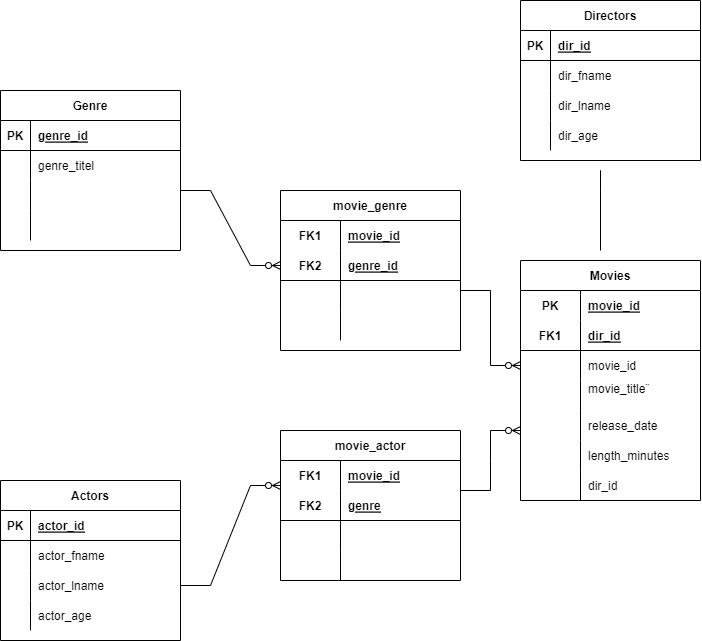 Directors
PK dir_id
dir_fname
dir_lname
dir_age
Genre
PK genre_id
genre_titel
movie_genre
FK1 movie_id
FK2 genre_id
Movies
PK movie_id
FK1 dir_id
movie_id
movie_title¨
release_date
length_minutes
dir_id
movie_actor
FK1 movie_id
FK2 genre
Actors
PK actor_id
actor_fname
actor_lname
actor_age